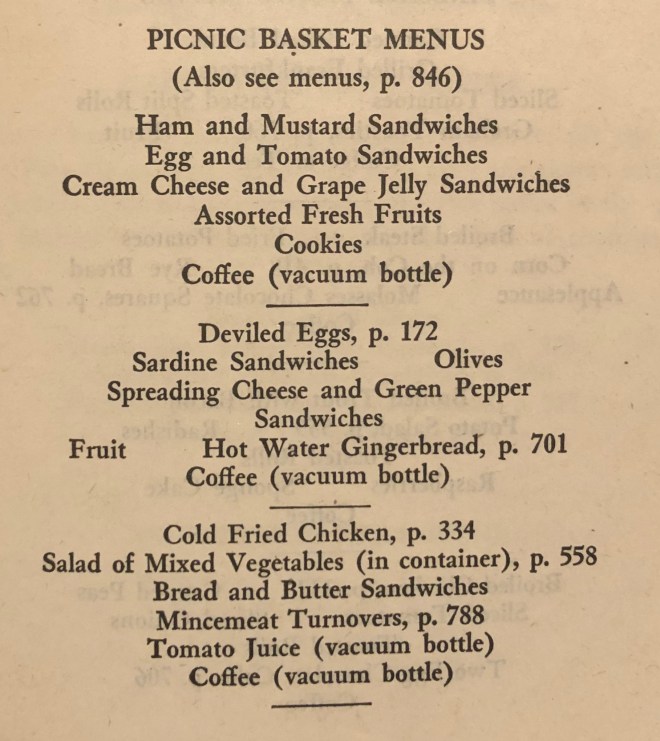 PICNIC BASKET MENUS
(Also see menus, p. 846)
Ham and Mustard Sandwiches
Egg and Tomato Sandwiches
Cream Cheese and Grape Jelly Sandwiches
Assorted Fresh Fruits
Cookies
Coffee (vacuum bottle)
Deviled Eggs, p. 172
Sardine Sandwiches Olives
Spreading Cheese and Green Pepper
Sandwiches
Fruit Hot Water Gingerbread, p. 701
Coffee (vacuum bottle)
Cold Fried Chicken, p. 334
Salad of Mixed Vegetables (in container), p. 558
Bread and Butter Sandwiches
Mincemeat Turnovers, p. 788
Tomato Juice (vacuum bottle)
Coffee (vacuum bottle)